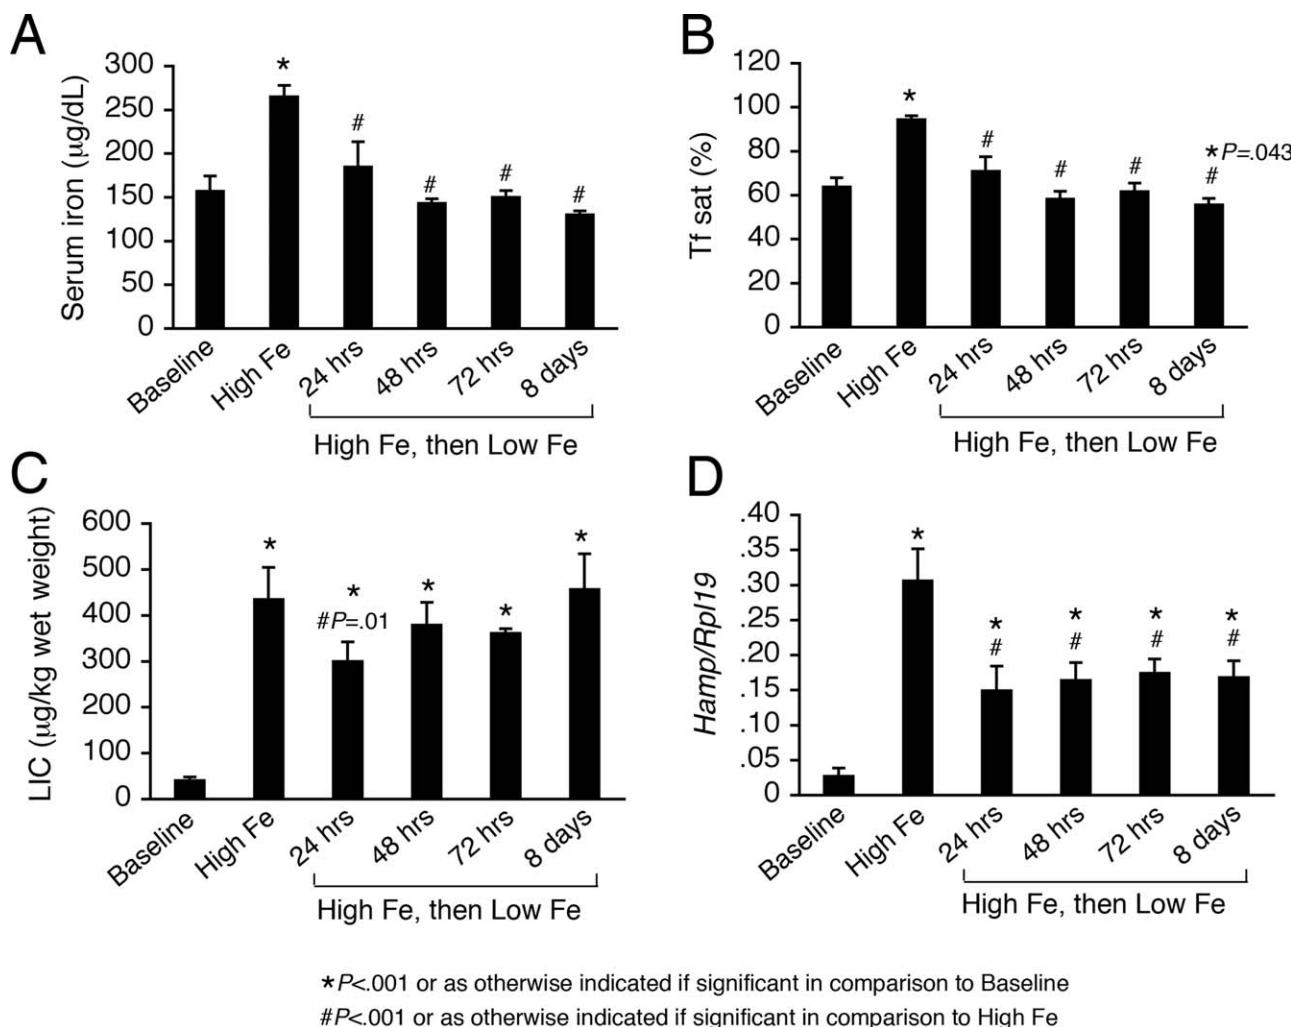 A
Serum iron (µg/dL)
300
250
200
150
100
50
0
*
#
#
#
#
Baseline
High Fe
24 hrs
48 hrs
72 hrs
8 days
High Fe, then Low Fe
B
Tf sat (%)
120
100
80
60
40
20
0
*
#
#
#
*P=.043
#
Baseline
High Fe
24 hrs
48 hrs
72 hrs
8 days
High Fe, then Low Fe
C
LIC (µg/kg wet weight)
600
500
400
300
200
100
0
*
*
#P=.01
*
*
*
Baseline
High Fe
24 hrs
48 hrs
72 hrs
8 days
High Fe, then Low Fe
D
Hamp/Rpl19
.40
.35
.30
.25
.20
.15
.10
.05
0
*
*
#
*
#
*
#
*
#
Baseline
High Fe
24 hrs
48 hrs
72 hrs
8 days
High Fe, then Low Fe
*P<.001 or as otherwise indicated if significant in comparison to Baseline
#P<.001 or as otherwise indicated if significant in comparison to High Fe